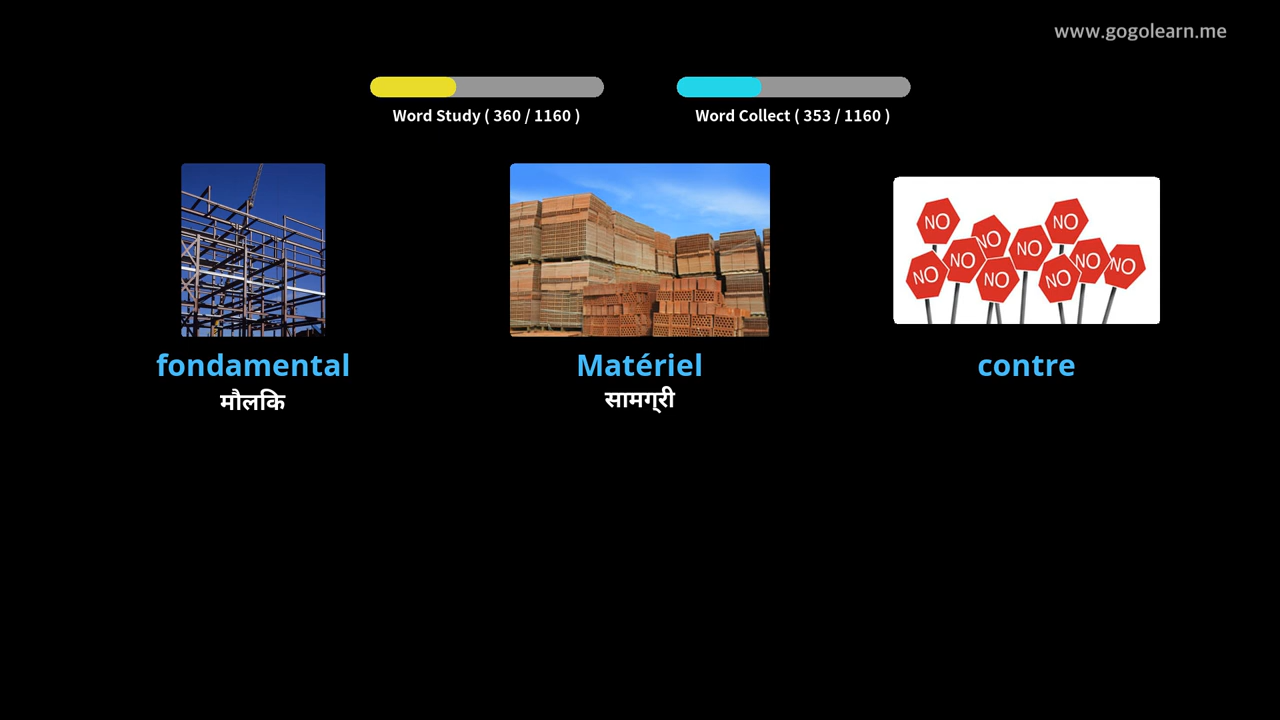 www.gogolearn.me
Word Study ( 360 / 1160 )
Word Collect ( 353 / 1160 )
NO
NO
NO
NO
NO
NO
NO
NO
NO
NO
fondamental
Matériel
contre
मौलकि
सामग्‌री